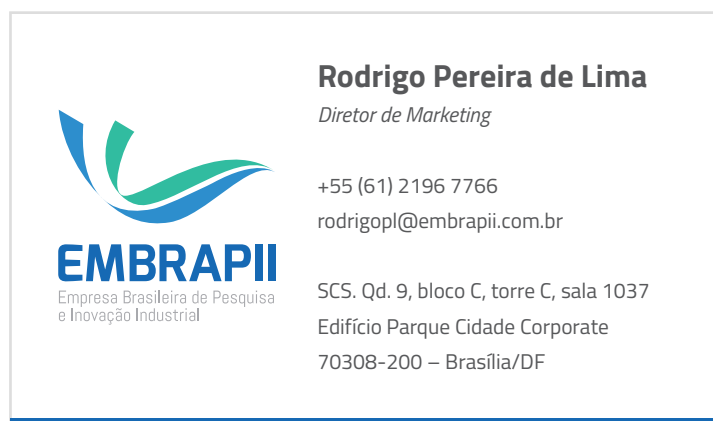 EMBRAPII
Empresa Brasileira de Pesquisa
e Inovação Industrial
Rodrigo Pereira de Lima
Diretor de Marketing
+55 (61) 2196 7766
rodrigopl@embrapii.com.br
SCS. Qd. 9, bloco C, torre C, sala 1037
Edifício Parque Cidade Corporate
70308-200 – Brasília/DF